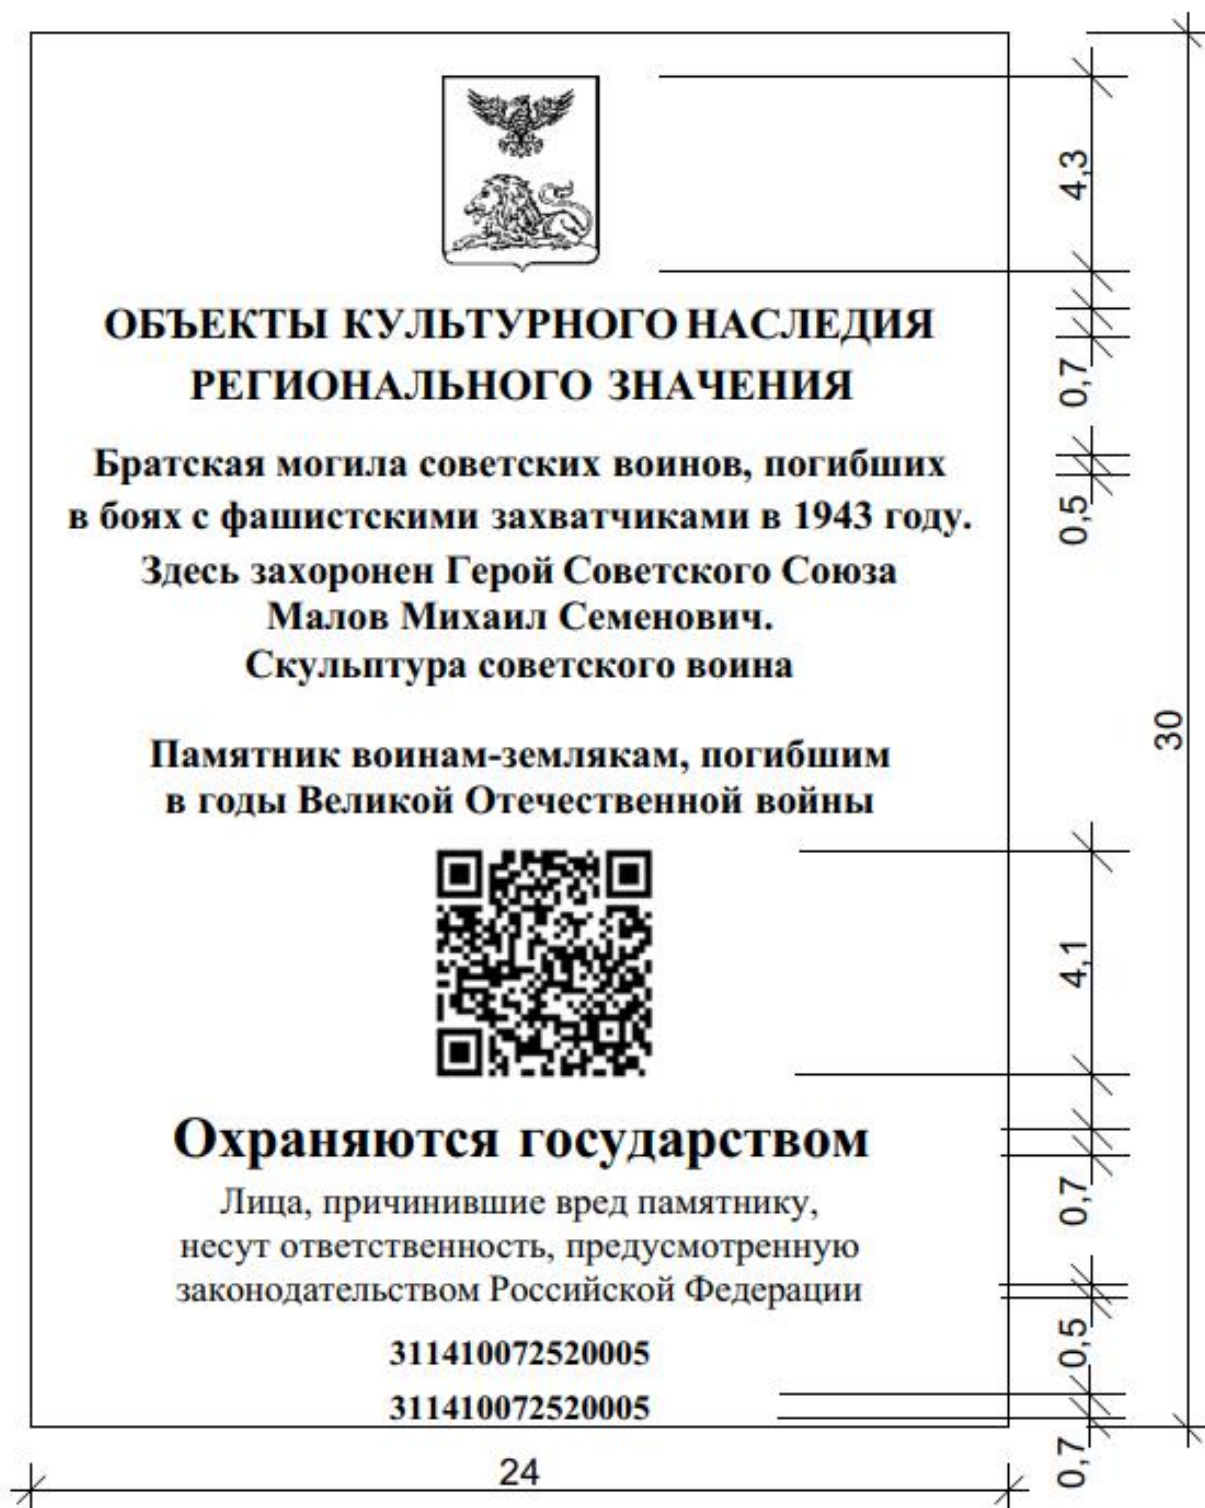 ОБЪЕКТЫ КУЛЬТУРНОГО НАСЛЕДИЯ
РЕГИОНАЛЬНОГО ЗНАЧЕНИЯ
Братская могила советских воинов, погибших
в боях с фашистскими захватчиками в 1943 году.
Здесь захоронен Герой Советского Союза
Малов Михаил Семенович.
Скульптура советского воина
Памятник воинам-землякам, погибшим
в годы Великой Отечественной войны
Охраняются государством
Лица, причинившие вред памятнику,
несут ответственность, предусмотренную
законодательством Российской Федерации
311410072520005
311410072520005
4,3
0,7
0,5
4,1
0,7
0,5
0,7
30
24